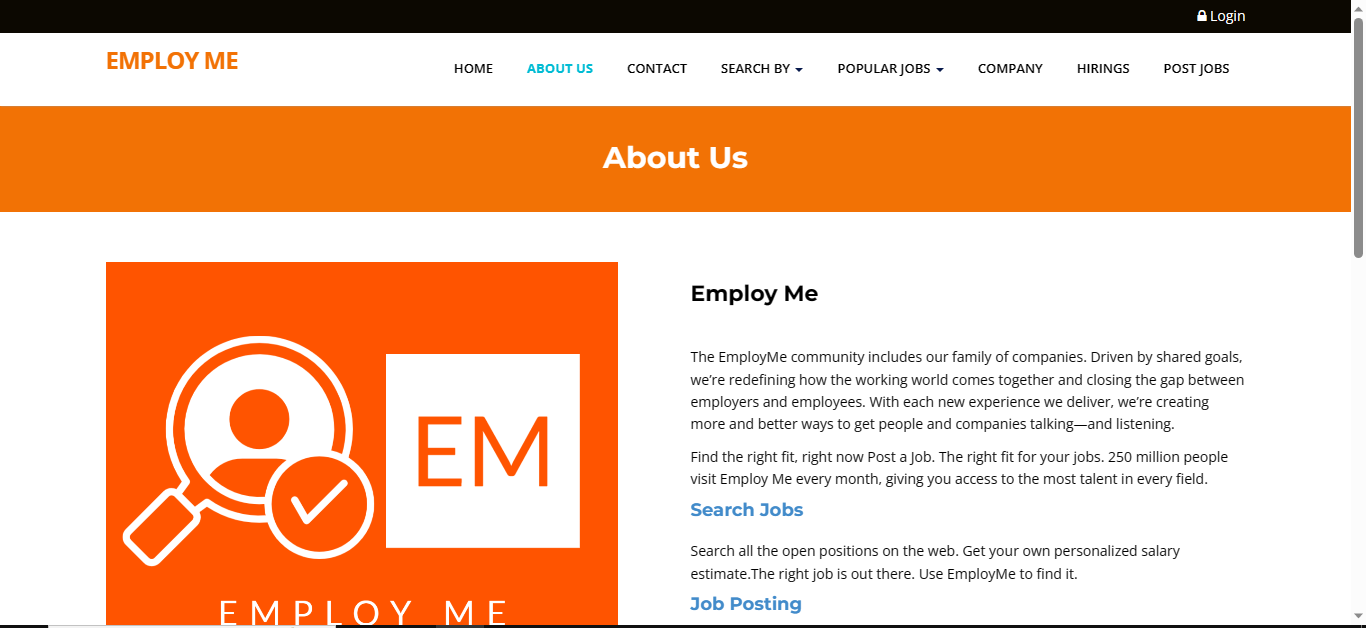 Login
EMPLOY ME
HOME ABOUT US CONTACT SEARCH BY POPULAR JOBS COMPANY HIRINGS POST JOBS
About Us
EM
EMPLOY ME
Employ Me
The EmployMe community includes our family of companies. Driven by shared goals,
we’re redefining how the working world comes together and closing the gap between
employers and employees. With each new experience we deliver, we’re creating
more and better ways to get people and companies talking—and listening.
Find the right fit, right now Post a Job. The right fit for your jobs. 250 million people
visit Employ Me every month, giving you access to the most talent in every field.
Search Jobs
Search all the open positions on the web. Get your own personalized salary
estimate.The right job is out there. Use EmployMe to find it.
Job Posting